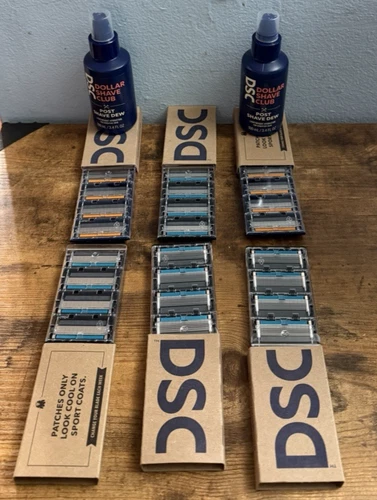 DSC
DOLLAR
SHAVE
CLUB
POST
SHAVE DEW
DSC
DOLLAR
SHAVE
CLUB
POST
SHAVE DEW
DSC
DSC
PATCHES ONLY
LOOK COOL ON
SPORT COATS.
DSC
DSC